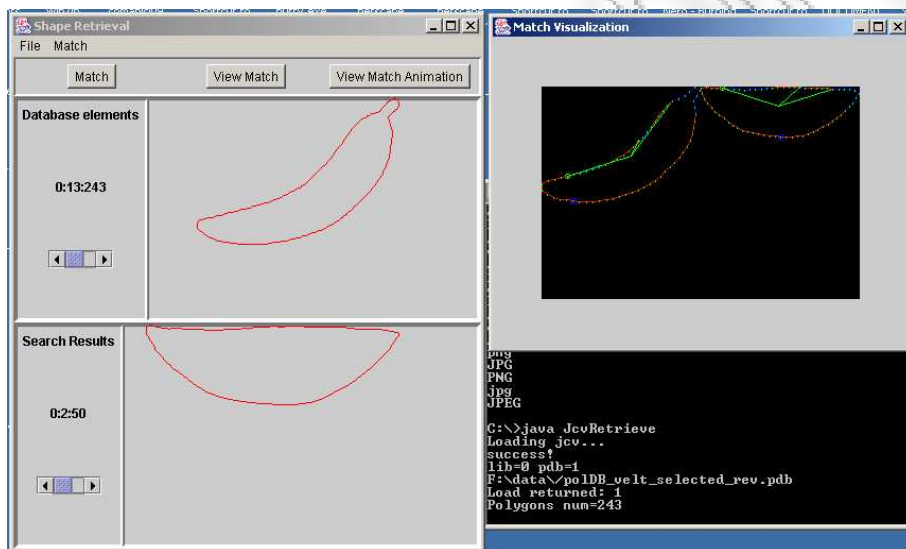 Shape Retrieval
File Match
Match
View Match
View Match Animation
Database elements
0:13:243
Search Results
0:2:50
Match Visualization
png
JPG
PNG
jpg
JPEG
C:\>java JcvRetrieve
Loading jcv...
success!
lib=0 pdb=1
F:\data\/polDB_velt_selected_rev.pdb
Load returned: 1
Polygons num=243